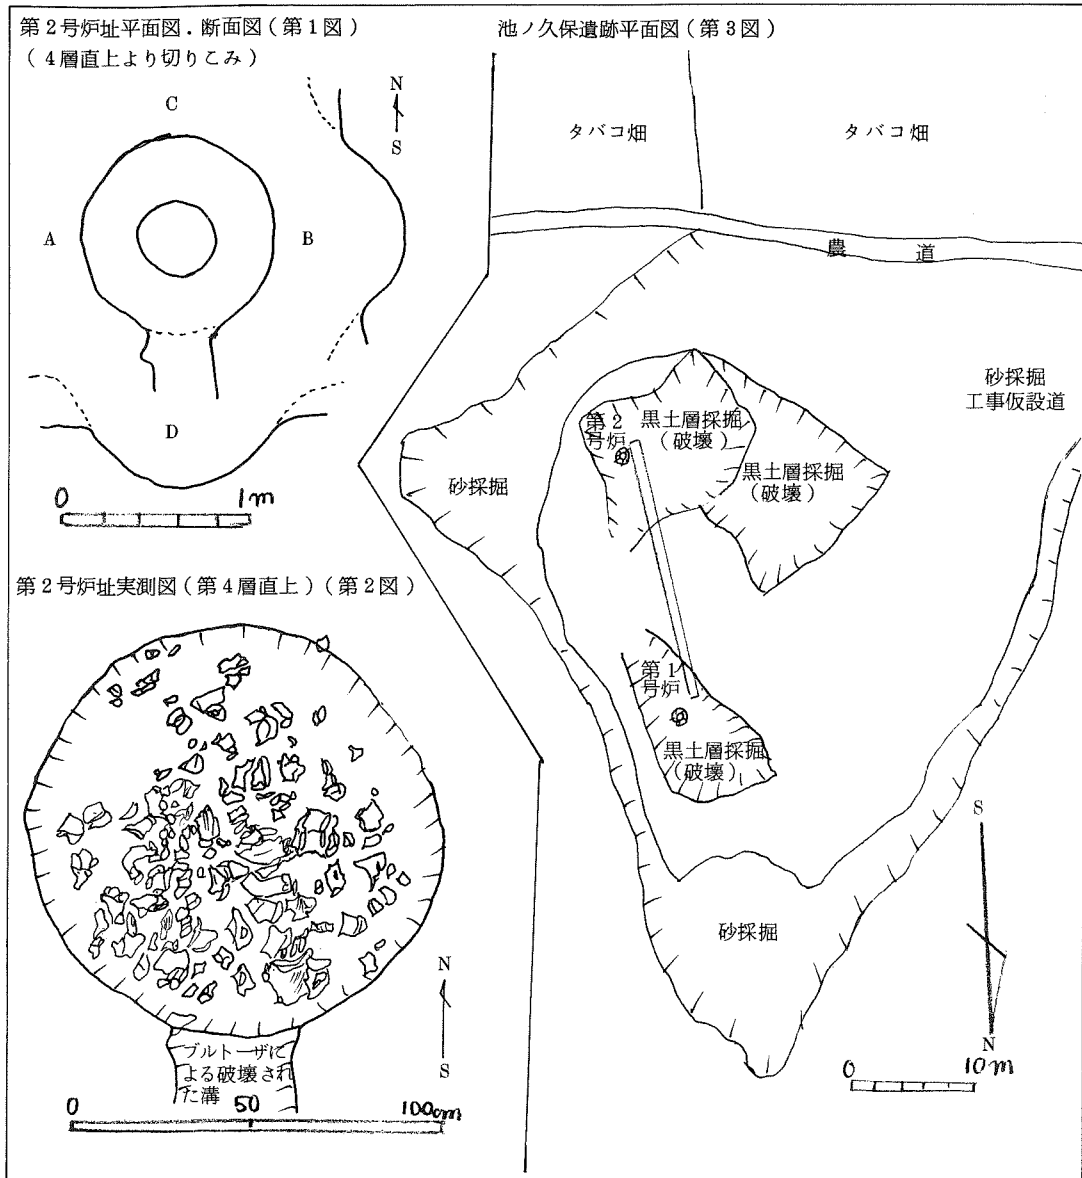 第2号炉址平面図.断面図(第1図)
(4層直上より切りこみ)
C
N
S
A
B
D
0 1m
第2号炉址実測図(第4層直上)(第2図)
N
S
ブルトーザに
よる破壊され
た溝
0 50 100cm
池ノ久保遺跡平面図(第3図)
タバコ畑
タバコ畑
農道
砂採掘
工事仮設道
第2
号炉
黒土層採掘
(破壊)
黒土層採掘
(破壊)
砂採掘
第1
号炉
黒土層採掘
(破壊)
砂採掘
S
N
0 10m